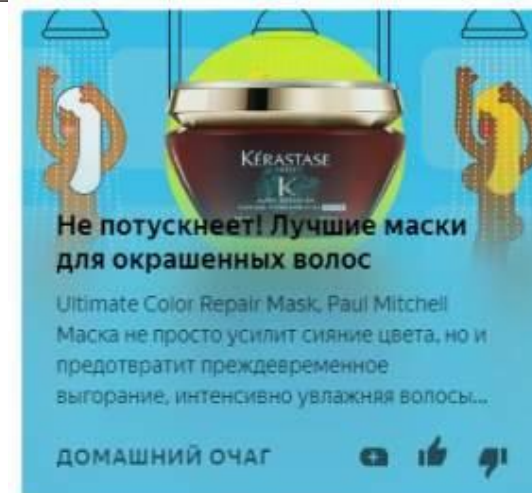 KÉRASTASE
K
Не потускнеет! Лучшие маски
для окрашенных волос
Ultimate Color Repair Mask, Paul Mitchell
Маска не просто усилит сияние цвета, но и
предотвратит преждевременное
выгорание, интенсивно увлажняя волосы...
ДОМАШНИЙ ОЧАГ